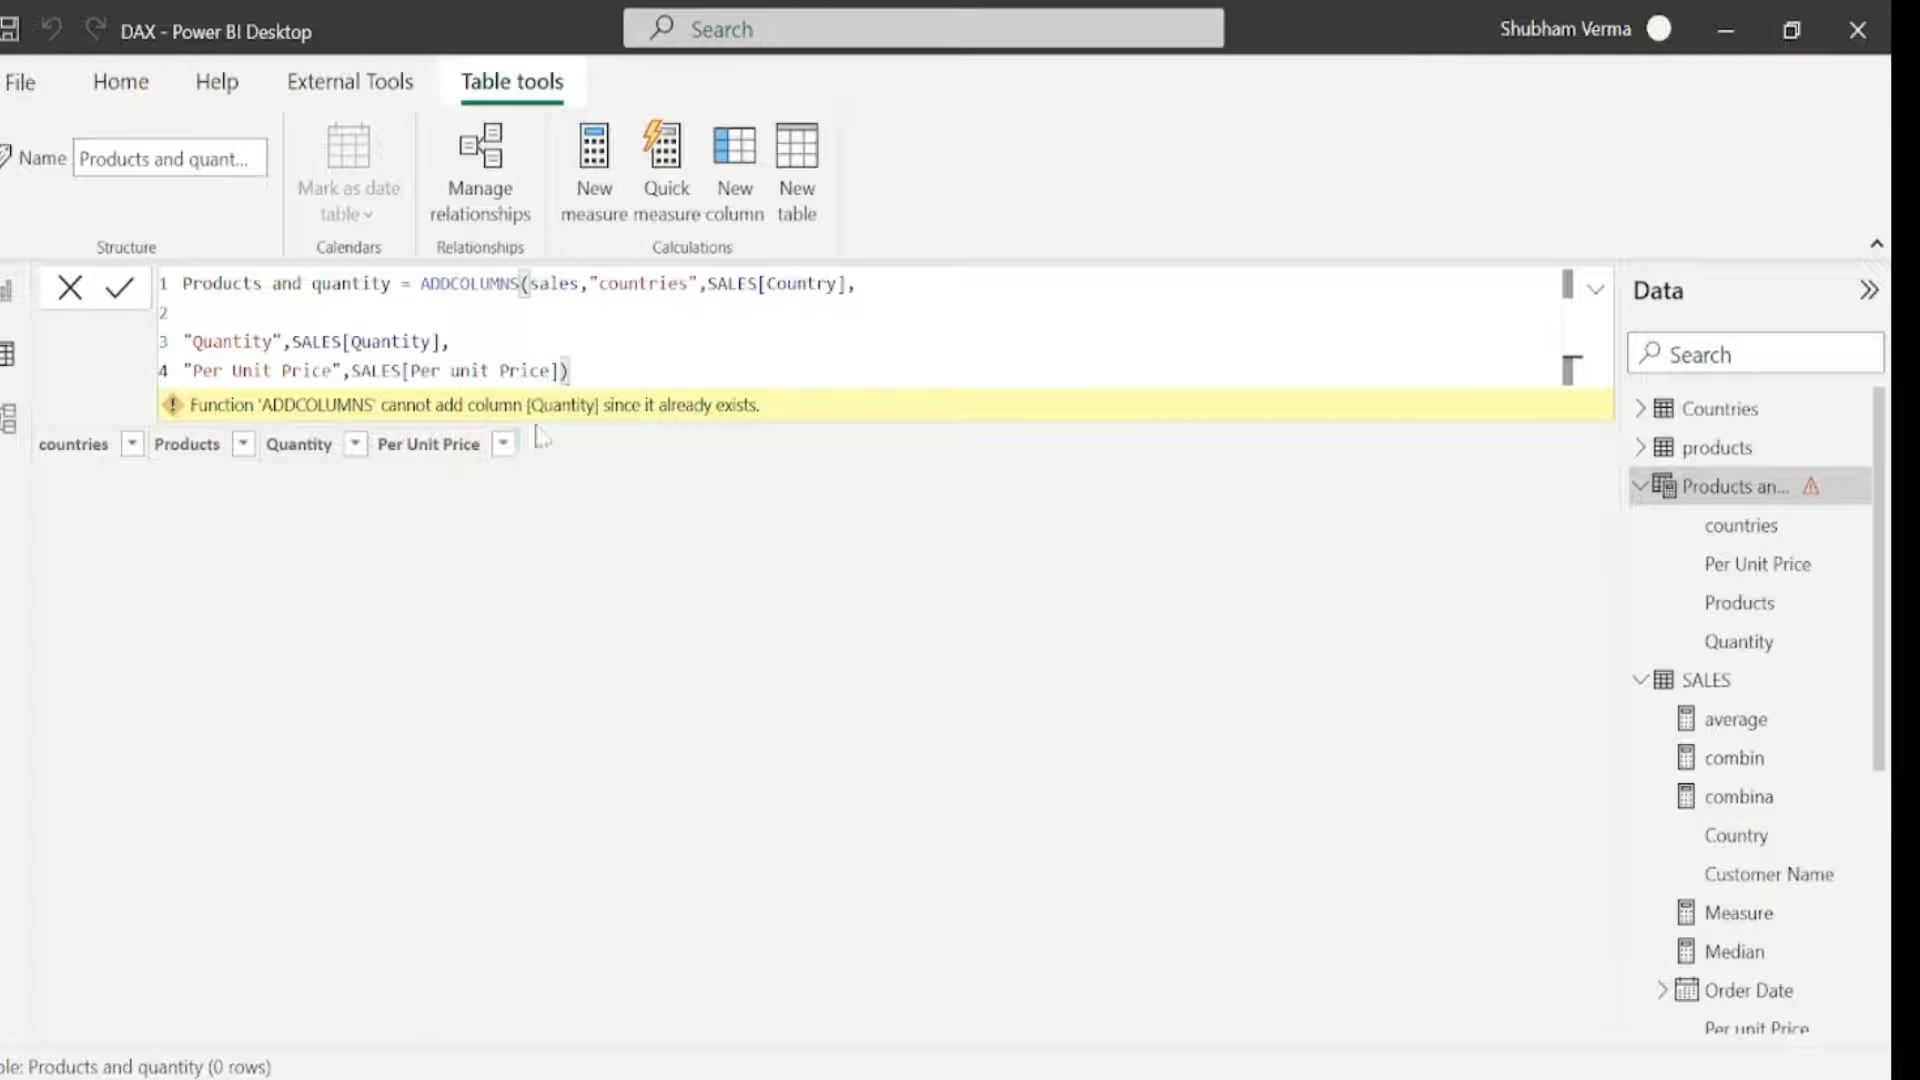 DAX - Power BI Desktop
Search
Shubham Verma
File Home Help External Tools Table tools
Name Products and quant...
Mark as date table
Manage relationships
New measure
Quick measure
New column
New table
Structure Calendars Relationships Calculations
1 Products and quantity = ADDCOLUMNS(sales,"countries",SALES[Country],
2
3 "Quantity",SALES[Quantity],
4 "Per Unit Price",SALES[Per unit Price])
Function 'ADDCOLUMNS' cannot add column [Quantity] since it already exists.
countries Products Quantity Per Unit Price
Data
Search
Countries
products
Products an...
countries
Per Unit Price
Products
Quantity
SALES
average
combin
combina
Country
Customer Name
Measure
Median
Order Date
Per unit Price
ble: Products and quantity (0 rows)